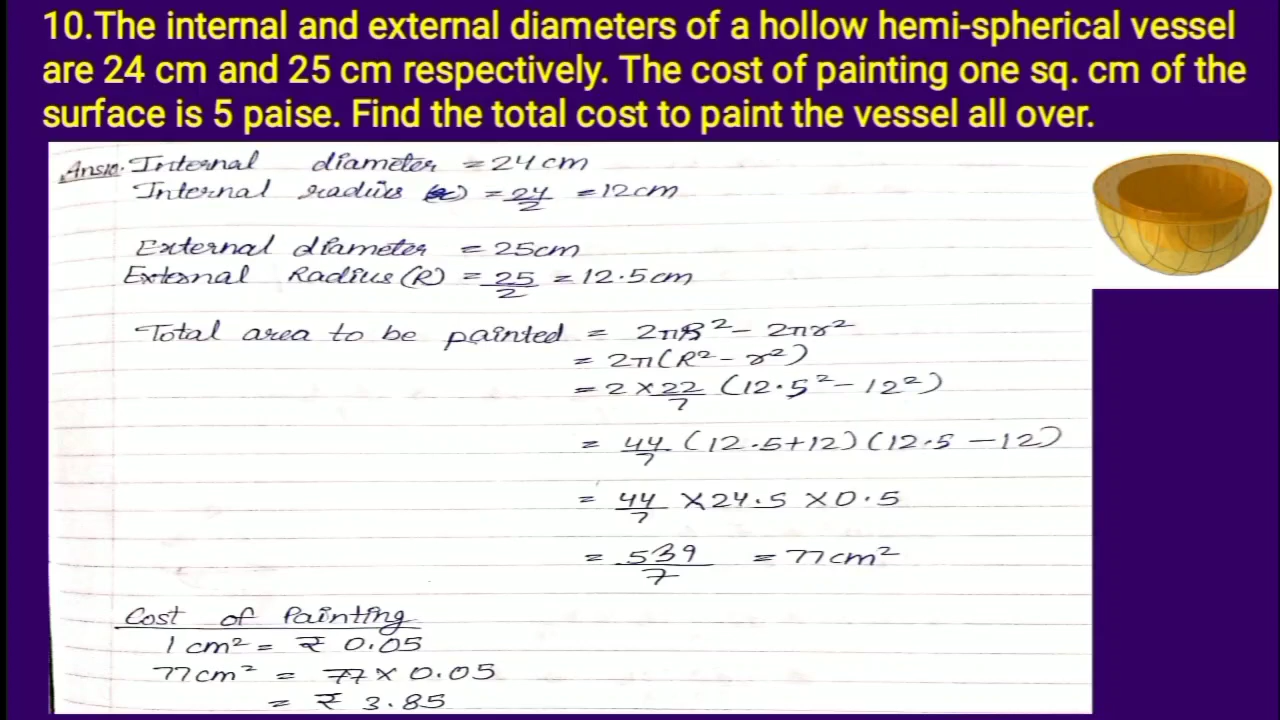 10.The internal and external diameters of a hollow hemi-spherical vessel
are 24 cm and 25 cm respectively. The cost of painting one sq. cm of the
surface is 5 paise. Find the total cost to paint the vessel all over.
Ans10. Internal diameter = 24cm
Internal radius (r) = 24/2 = 12cm
External diameter = 25cm
External Radius (R) = 25/2 = 12.5cm
Total area to be painted = 2πR² - 2πr²
= 2π(R² - r²)
= 2 × 22/7 (12.5² - 12²)
= 44/7 (12.5+12) (12.5 - 12)
= 44/7 × 24.5 × 0.5
= 539/7 = 77cm²
Cost of Painting
1 cm² = ₹ 0.05
77cm² = 77 × 0.05
= ₹ 3.85